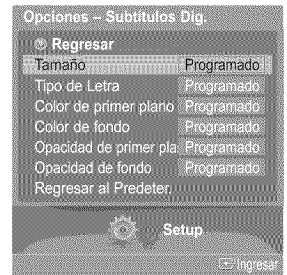 Opciones – Subtítulos Dig.
Regresar
Tamaño Programado
Tipo de Letra Programado
Color de primer plano Programado
Color de fondo Programado
Opacidad de primer pla Programado
Opacidad de fondo Programado
Regresar al Predeter.
Setup
Ingresar